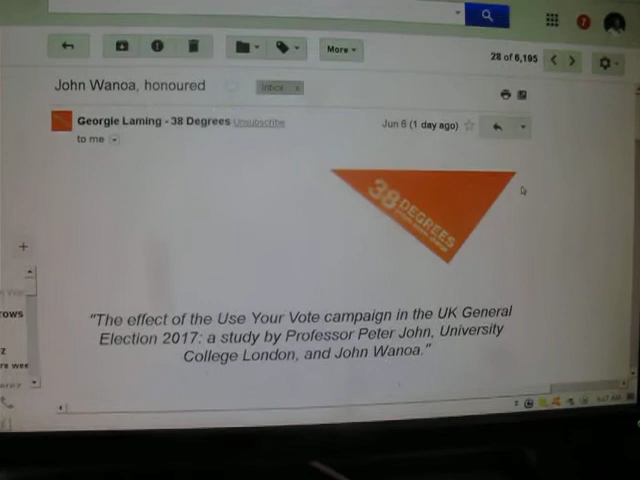 More
28 of 6,195
John Wanoa, honoured
Inbox x
Georgie Laming - 38 Degrees Unsubscribe
Jun 6 (1 day ago)
to me
38 DEGREES
"The effect of the Use Your Vote campaign in the UK General
Election 2017: a study by Professor Peter John, University
College London, and John Wanoa."
rows